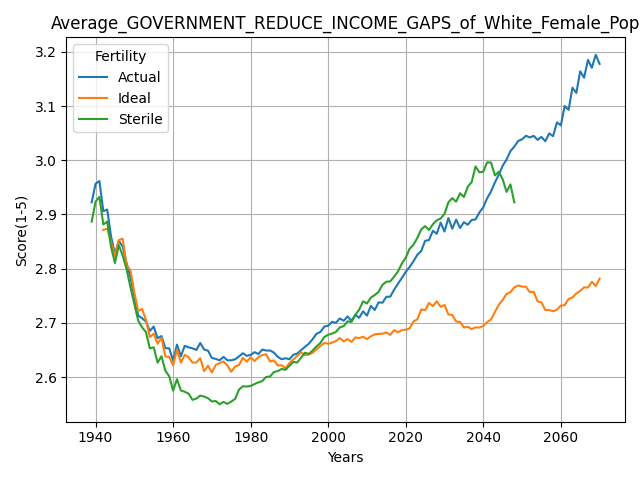 Average_GOVERNMENT_REDUCE_INCOME_GAPS_of_White_Female_Pop
Fertility
Actual
Ideal
Sterile
3.2
3.1
3.0
2.9
2.8
2.7
2.6
Score(1-5)
1940 1960 1980 2000 2020 2040 2060
Years